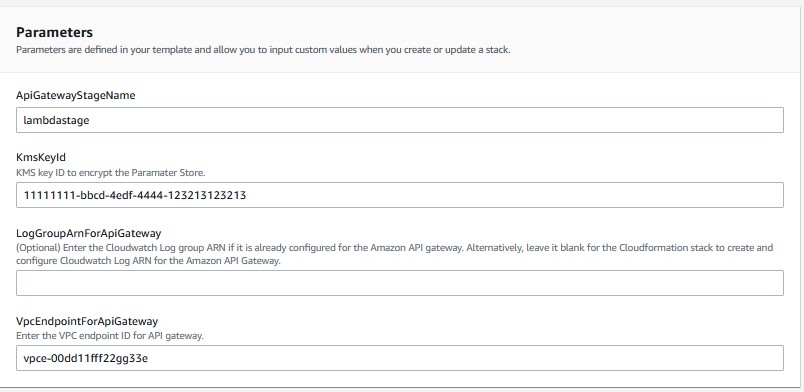 Parameters
Parameters are defined in your template and allow you to input custom values when you create or update a stack.
ApiGatewayStageName
lambdastage
KmsKeyId
KMS key ID to encrypt the Paramater Store.
11111111-bbcd-4edf-4444-123213123213
LogGroupArnForApiGateway
(Optional) Enter the Cloudwatch Log group ARN if it is already configured for the Amazon API gateway. Alternatively, leave it blank for the Cloudformation stack to create and
configure Cloudwatch Log ARN for the Amazon API Gateway.
VpcEndpointForApiGateway
Enter the VPC endpoint ID for API gateway.
vpce-00dd11fff22gg33e